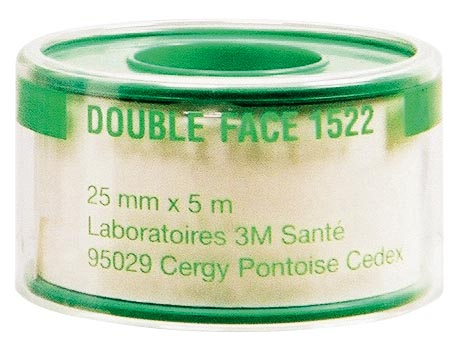 DOUBLE FACE 1522
25 mm x 5 m
Laboratoires 3M Santé
95029 Cergy Pontoise Cedex